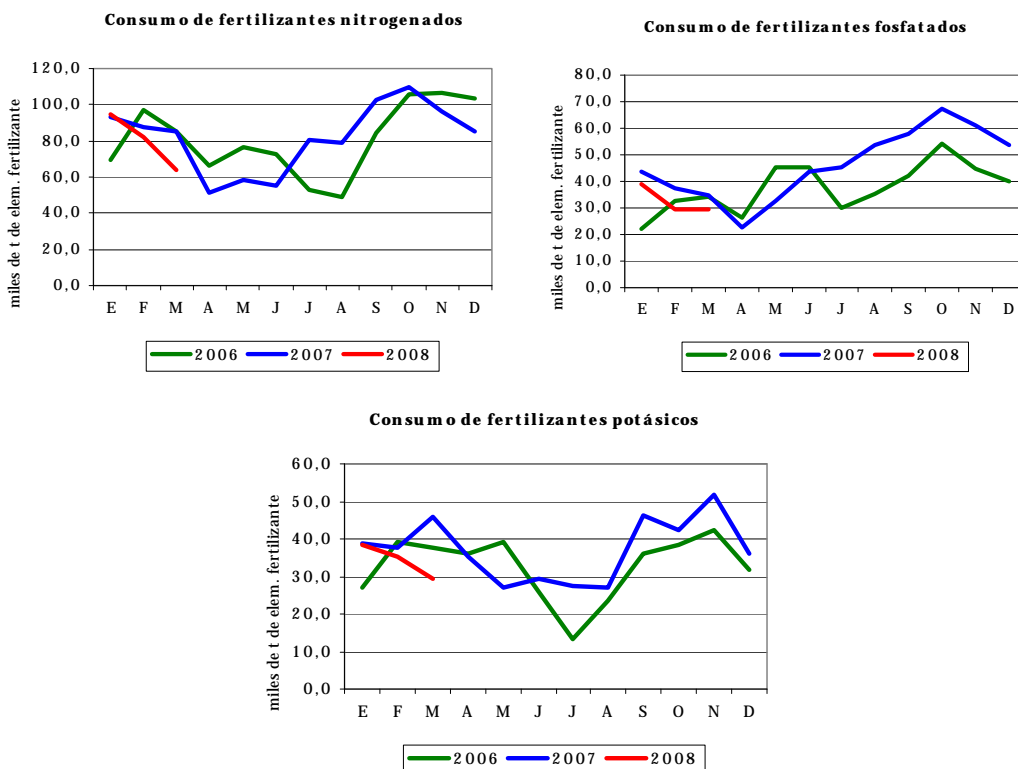 Consumo de fertilizantes nitrogenados
miles de t de elem. fertilizante
120,0
100,0
80,0
60,0
40,0
20,0
0,0
E F M A M J J A S O N D
2006 2007 2008
Consumo de fertilizantes fosfatados
miles de t de elem. fertilizante
80,0
70,0
60,0
50,0
40,0
30,0
20,0
10,0
0,0
E F M A M J J A S O N D
2006 2007 2008
Consumo de fertilizantes potásicos
miles de t de elem. fertilizante
60,0
50,0
40,0
30,0
20,0
10,0
0,0
E F M A M J J A S O N D
2006 2007 2008